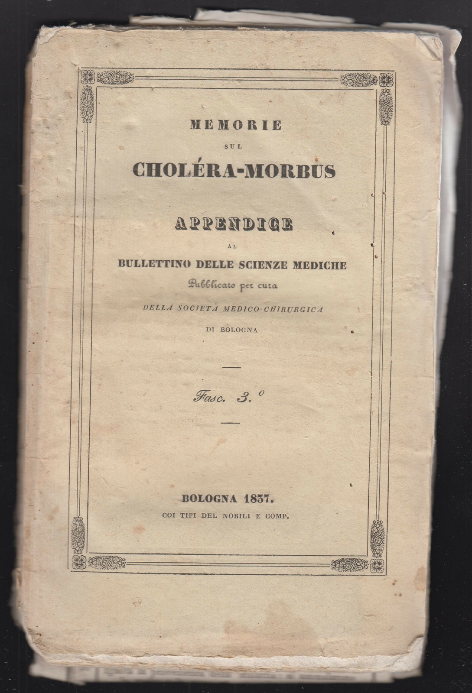 MEMORIE
SUL
CHOLÉRA-MORBUS
APPENDICE
AL
BULLETTINO DELLE SCIENZE MEDICHE
Pubblicato per cura
DELLA SOCIETÀ MEDICO-CHIRURGICA
DI BOLOGNA
Fasc. 3.º
BOLOGNA 1837.
COI TIPI DEL NOBILI E COMP.